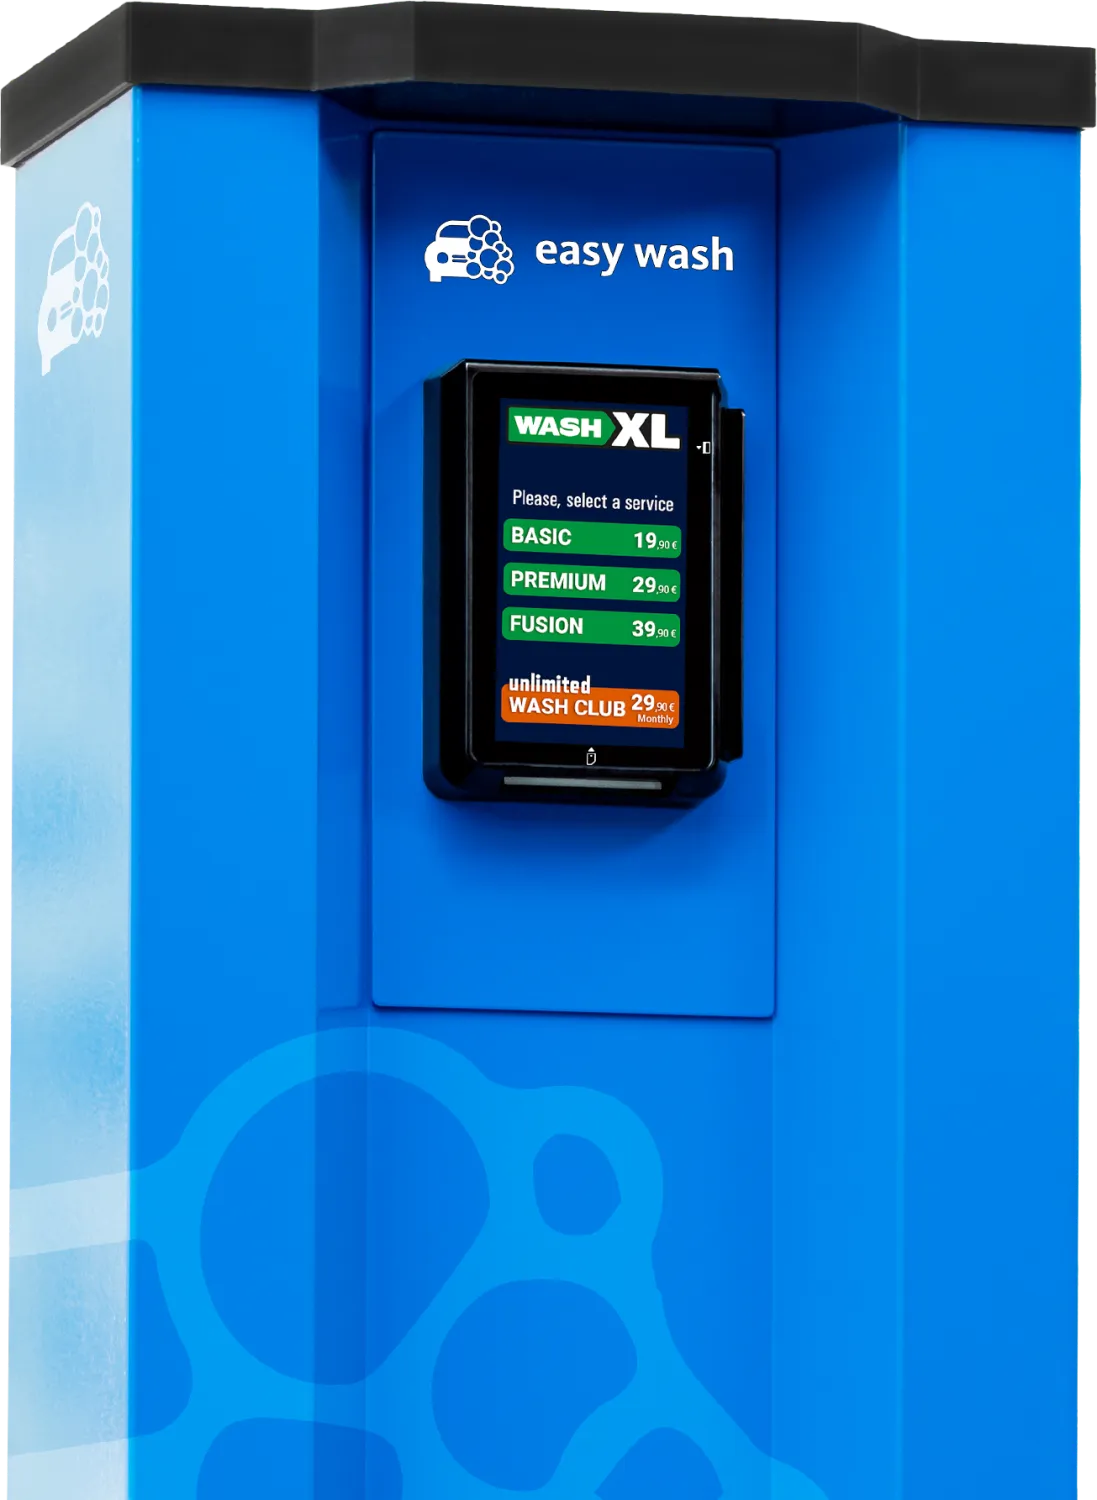 easy wash
WASH XL
Please, select a service
BASIC 19,90 €
PREMIUM 29,90 €
FUSION 39,90 €
unlimited
WASH CLUB 29,90 €
Monthly